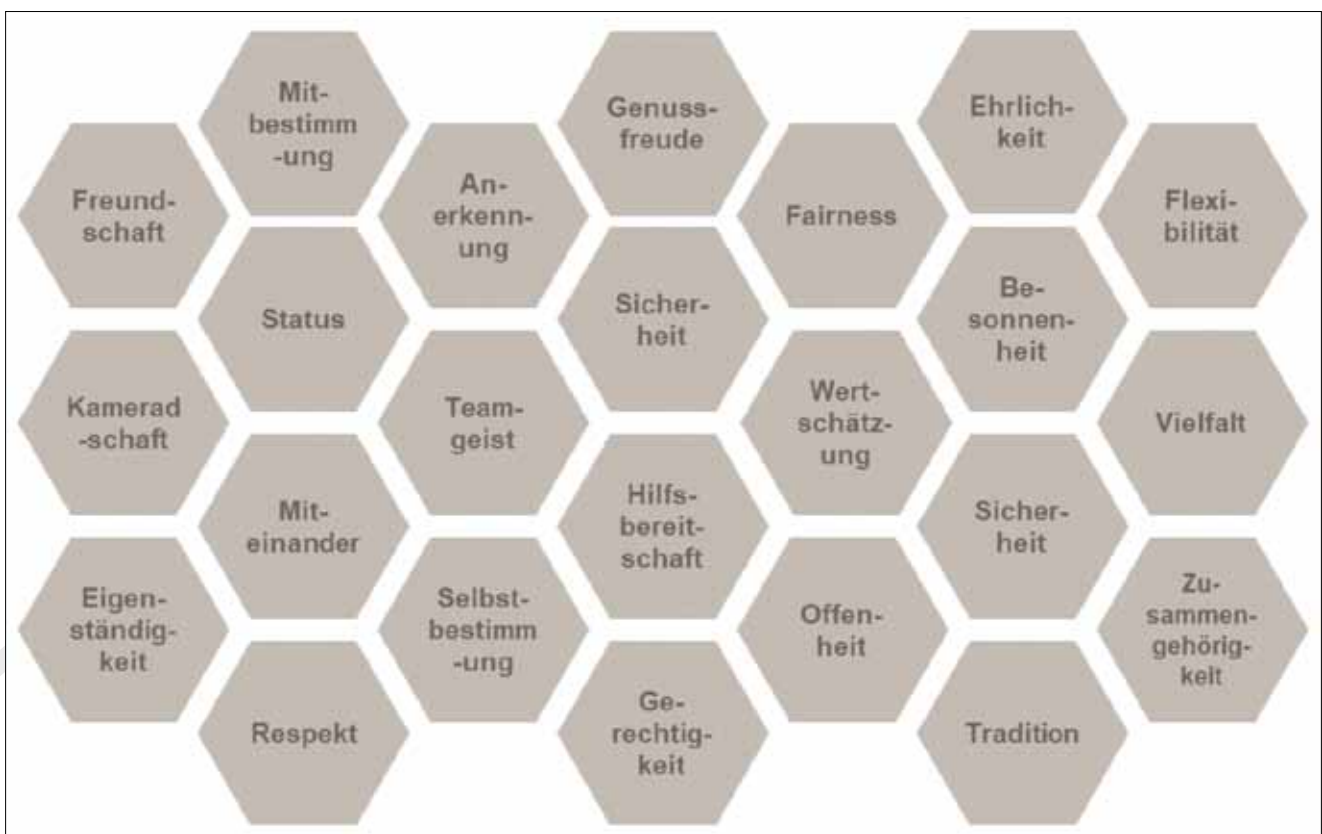 Mit-
bestimm
-ung
Genuss-
freude
Ehrlich-
keit
Freund-
schaft
An-
erkenn-
ung
Fairness
Flexi-
bilität
Status
Sicher-
heit
Be-
sonnen-
heit
Kamerad
-schaft
Team-
geist
Wert-
schätz-
ung
Vielfalt
Mit-
einander
Hilfs-
bereit-
schaft
Sicher-
heit
Eigen-
ständig-
keit
Selbst-
bestimm
-ung
Offen-
heit
Zu-
sammen-
gehörig-
keit
Respekt
Ge-
rechtig-
keit
Tradition